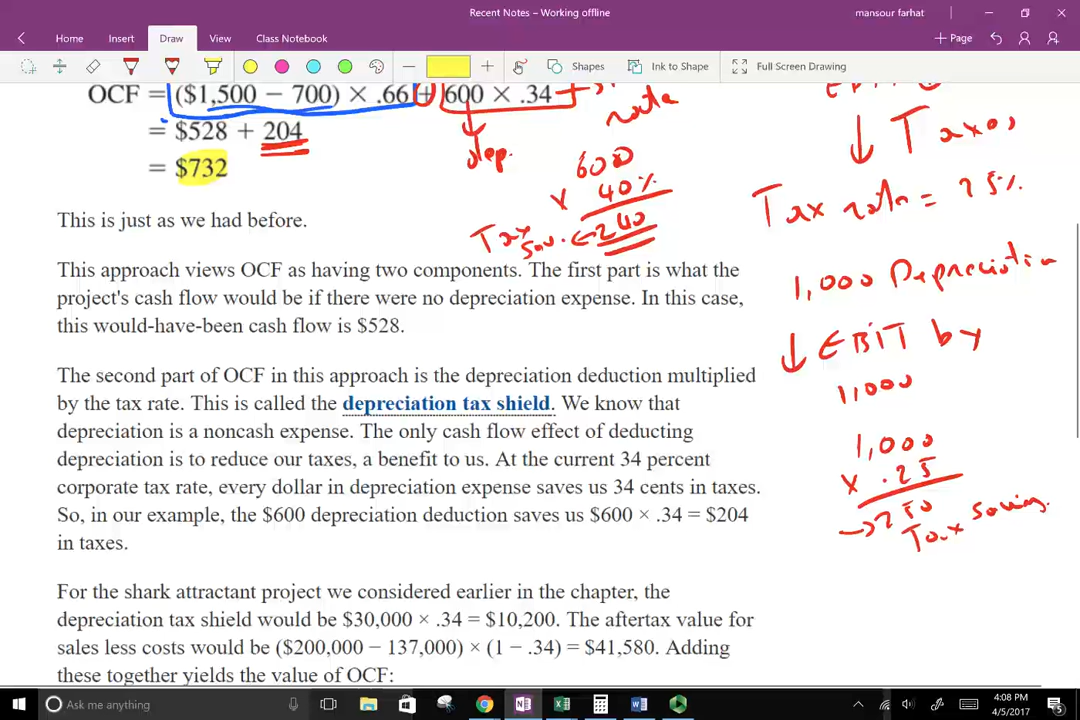 Recent Notes - Working offline
mansour farhat
Home Insert Draw View Class Notebook
Page
Shapes
Ink to Shape
Full Screen Drawing
OCF = ($1,500 − 700) × .66 + 600 × .34
= $528 + 204
= $732
rate
dep.
600
x 40%
240
Tax
sav.
↓ Taxes
Tax rate = 25%
1,000 Depreciation
↓ EBIT by
1,000
1,000
x .25
→ 250
Tax saving.
This is just as we had before.
This approach views OCF as having two components. The first part is what the
project's cash flow would be if there were no depreciation expense. In this case,
this would-have-been cash flow is $528.
The second part of OCF in this approach is the depreciation deduction multiplied
by the tax rate. This is called the depreciation tax shield. We know that
depreciation is a noncash expense. The only cash flow effect of deducting
depreciation is to reduce our taxes, a benefit to us. At the current 34 percent
corporate tax rate, every dollar in depreciation expense saves us 34 cents in taxes.
So, in our example, the $600 depreciation deduction saves us $600 × .34 = $204
in taxes.
For the shark attractant project we considered earlier in the chapter, the
depreciation tax shield would be $30,000 × .34 = $10,200. The aftertax value for
sales less costs would be ($200,000 − 137,000) × (1 − .34) = $41,580. Adding
these together yields the value of OCF:
Ask me anything
4:08 PM
4/5/2017
5